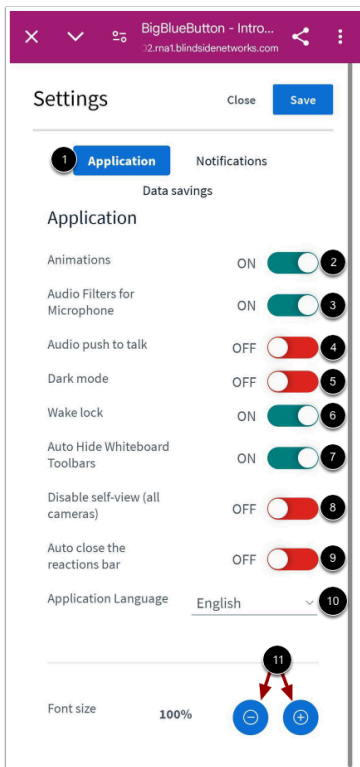 BigBlueButton - Intro...
02.rna1.blindsidenetworks.com
Settings
Close
Save
1
Application
Notifications
Data savings
Application
Animations
ON
2
Audio Filters for
Microphone
ON
3
Audio push to talk
OFF
4
Dark mode
OFF
5
Wake lock
ON
6
Auto Hide Whiteboard
Toolbars
ON
7
Disable self-view (all
cameras)
OFF
8
Auto close the
reactions bar
OFF
9
Application Language
English
10
11
Font size
100%